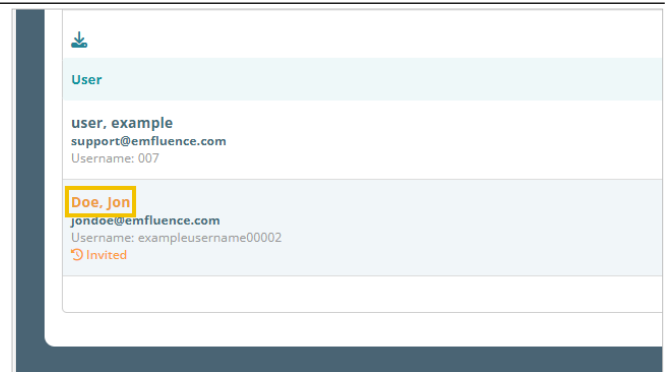 User
user, example
support@emfluence.com
Username: 007
Doe, Jon
jondoe@emfluence.com
Username: exampleusername00002
Invited